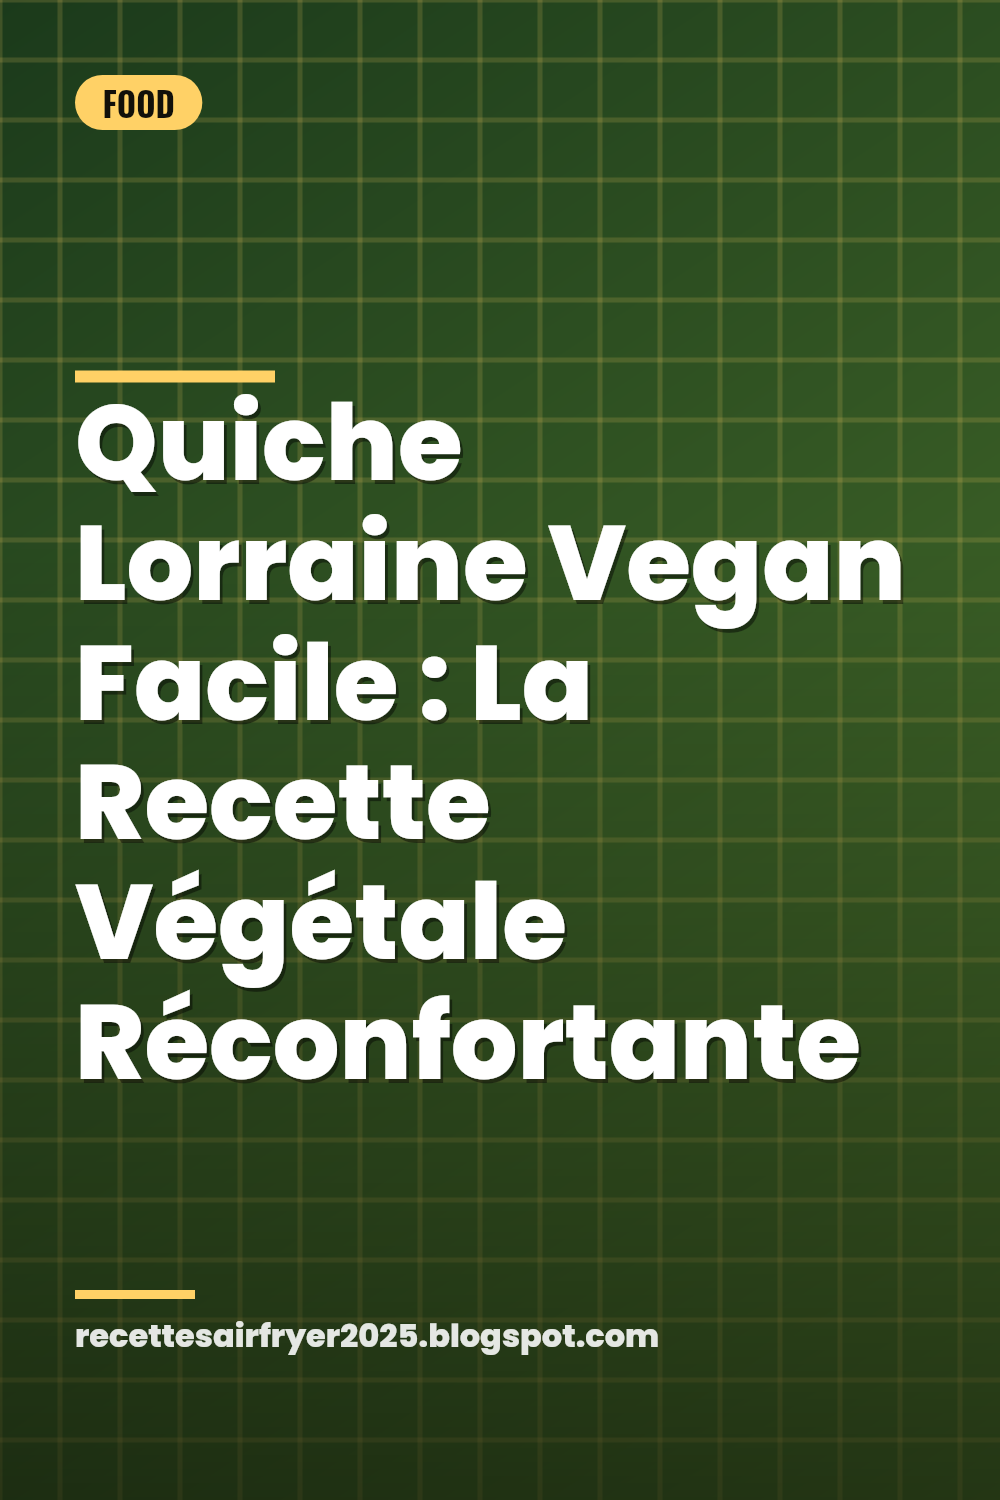 FOOD
Quiche
Lorraine Vegan
Facile : La
Recette
Végétale
Réconfortante
recettesairfryer2025.blogspot.com